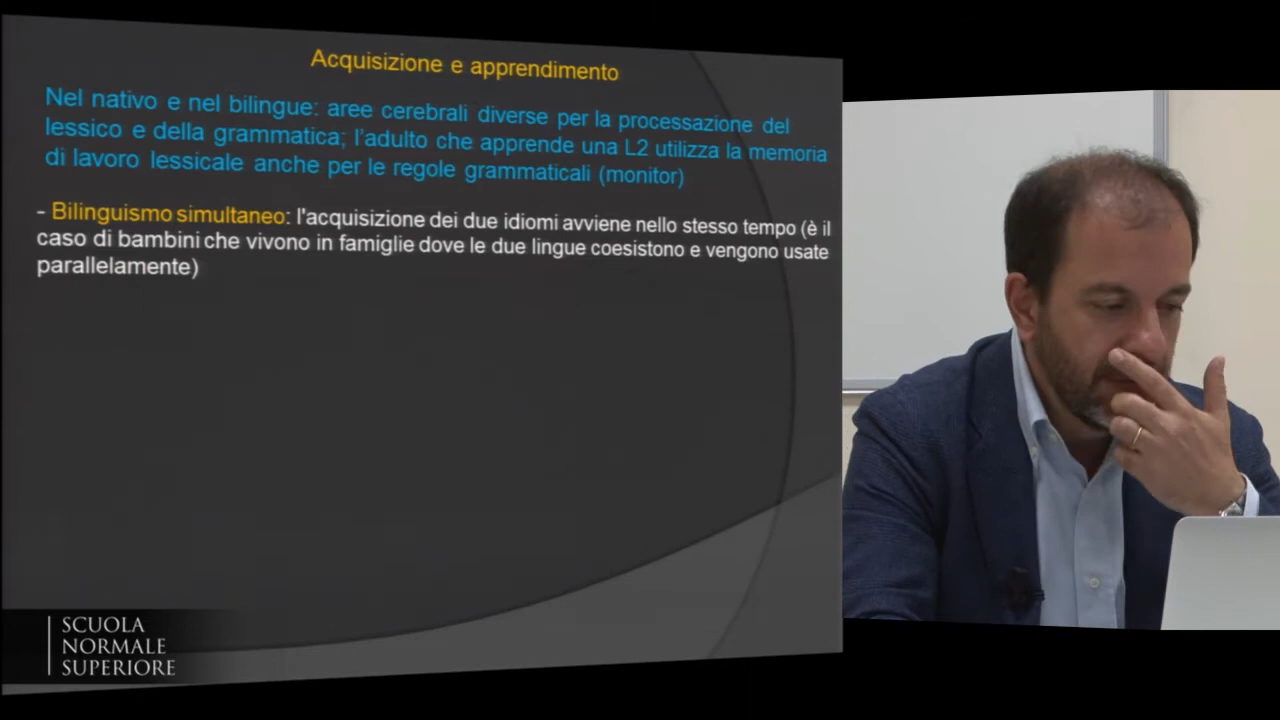 Acquisizione e apprendimento
Nel nativo e nel bilingue: aree cerebrali diverse per la processazione del
lessico e della grammatica; l'adulto che apprende una L2 utilizza la memoria
di lavoro lessicale anche per le regole grammaticali (monitor)
- Bilinguismo simultaneo: l'acquisizione dei due idiomi avviene nello stesso tempo (è il
caso di bambini che vivono in famiglie dove le due lingue coesistono e vengono usate
parallelamente)
SCUOLA
NORMALE
SUPERIORE